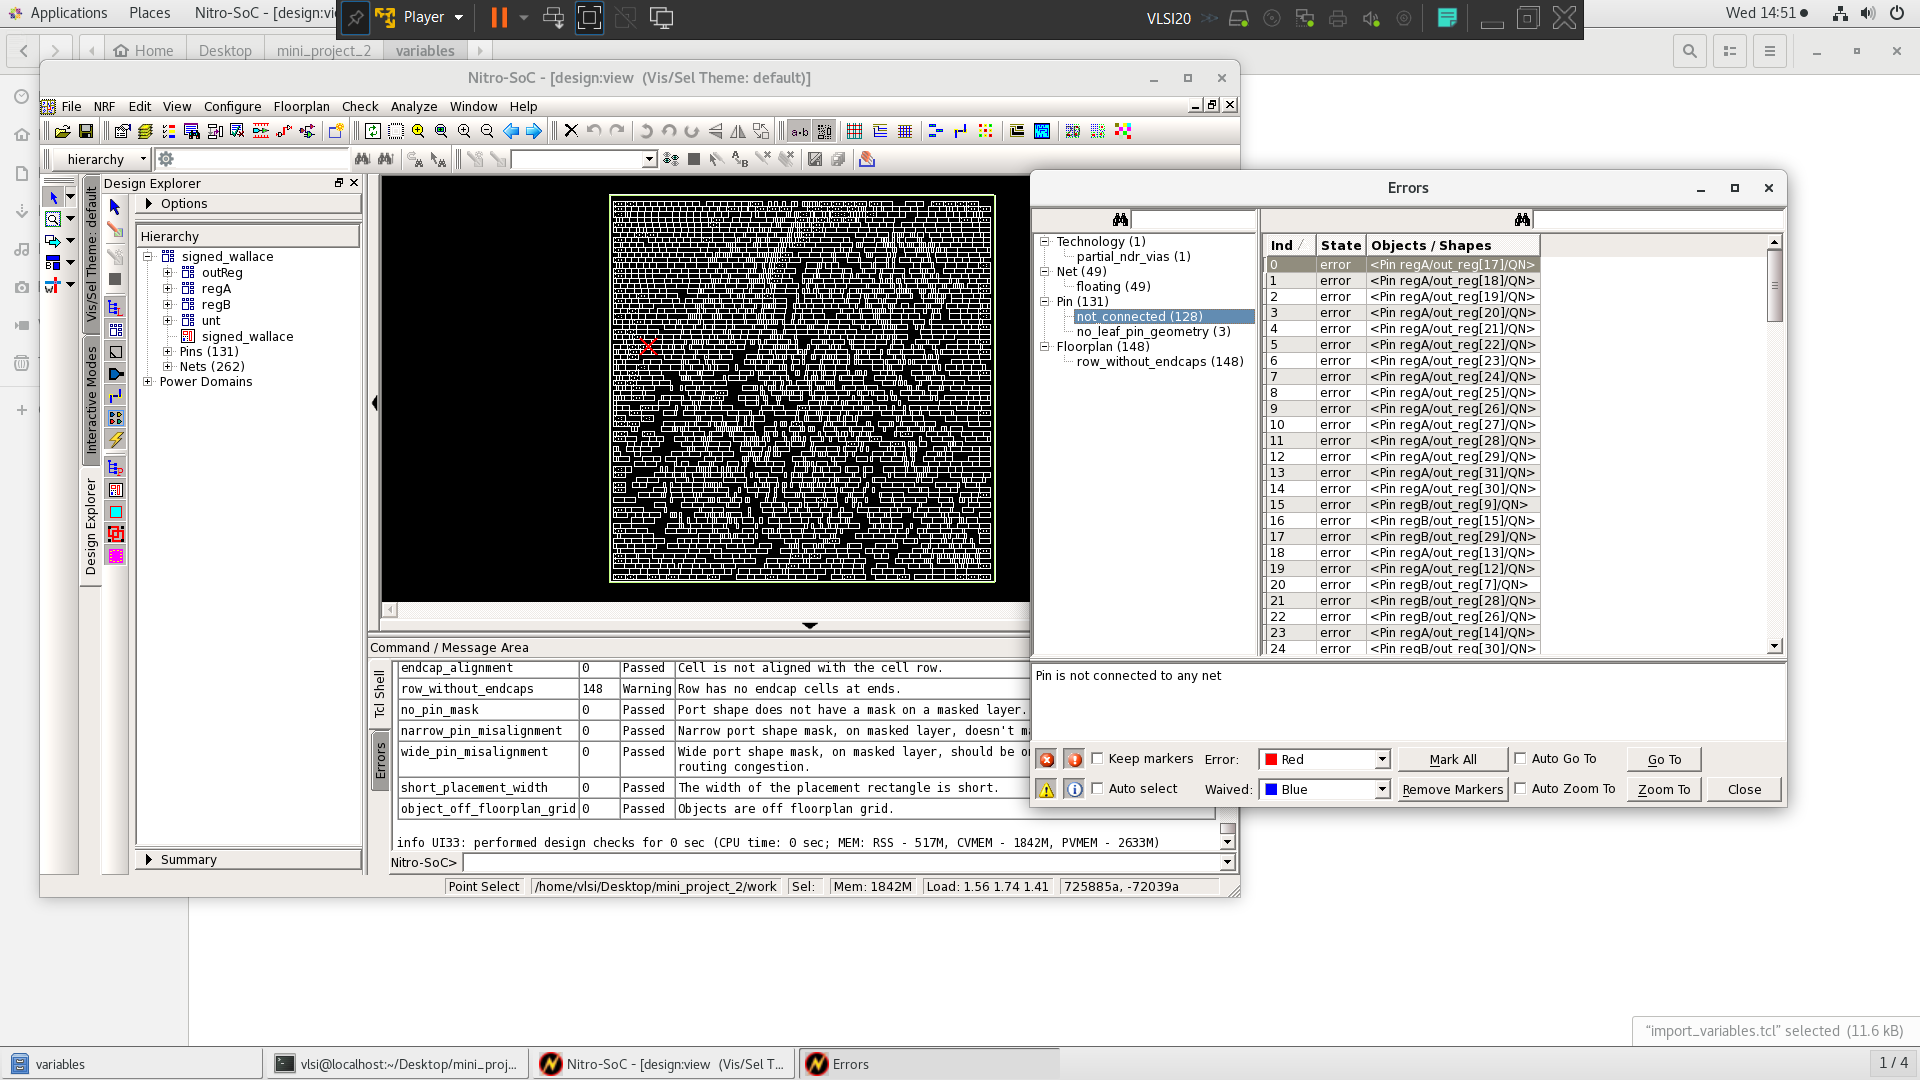 Applications
Places
Nitro-SoC - [design:vi
Player
VLSI20
Wed 14:51
Home
Desktop
mini_project_2
variables
Nitro-SoC - [design:view (Vis/Sel Theme: default)]
File NRF Edit View Configure Floorplan Check Analyze Window Help
hierarchy
Design Explorer
Options
Hierarchy
signed_wallace
outReg
regA
regB
unt
signed_wallace
Pins (131)
Nets (262)
Power Domains
Summary
Vis/Sel Theme: default
Interactive Modes
Design Explorer
Command / Message Area
Tcl Shell
Errors
endcap_alignment 0 Passed Cell is not aligned with the cell row.
row_without_endcaps 148 Warning Row has no endcap cells at ends.
no_pin_mask 0 Passed Port shape does not have a mask on a masked layer.
narrow_pin_misalignment 0 Passed Narrow port shape mask, on masked layer, doesn't m
wide_pin_misalignment 0 Passed Wide port shape mask, on masked layer, should be o
routing congestion.
short_placement_width 0 Passed The width of the placement rectangle is short.
object_off_floorplan_grid 0 Passed Objects are off floorplan grid.
info UI33: performed design checks for 0 sec (CPU time: 0 sec; MEM: RSS - 517M, CVMEM - 1842M, PVMEM - 2633M)
Nitro-SoC>
Point Select
/home/vlsi/Desktop/mini_project_2/work
Sel:
Mem: 1842M
Load: 1.56 1.74 1.41
725885a, -72039a
Errors
Technology (1)
partial_ndr_vias (1)
Net (49)
floating (49)
Pin (131)
not_connected (128)
no_leaf_pin_geometry (3)
Floorplan (148)
row_without_endcaps (148)
Ind State Objects / Shapes
0 error <Pin regA/out_reg[17]/QN>
1 error <Pin regA/out_reg[18]/QN>
2 error <Pin regA/out_reg[19]/QN>
3 error <Pin regA/out_reg[20]/QN>
4 error <Pin regA/out_reg[21]/QN>
5 error <Pin regA/out_reg[22]/QN>
6 error <Pin regA/out_reg[23]/QN>
7 error <Pin regA/out_reg[24]/QN>
8 error <Pin regA/out_reg[25]/QN>
9 error <Pin regA/out_reg[26]/QN>
10 error <Pin regA/out_reg[27]/QN>
11 error <Pin regA/out_reg[28]/QN>
12 error <Pin regA/out_reg[29]/QN>
13 error <Pin regA/out_reg[31]/QN>
14 error <Pin regA/out_reg[30]/QN>
15 error <Pin regB/out_reg[9]/QN>
16 error <Pin regB/out_reg[15]/QN>
17 error <Pin regB/out_reg[29]/QN>
18 error <Pin regA/out_reg[13]/QN>
19 error <Pin regA/out_reg[12]/QN>
20 error <Pin regB/out_reg[7]/QN>
21 error <Pin regB/out_reg[28]/QN>
22 error <Pin regB/out_reg[26]/QN>
23 error <Pin regA/out_reg[14]/QN>
24 error <Pin regB/out_reg[30]/QN>
Pin is not connected to any net
Keep markers Error: Red Mark All Auto Go To Go To
Auto select Waived: Blue Remove Markers Auto Zoom To Zoom To Close
"import_variables.tcl" selected (11.6 kB)
variables
vlsi@localhost:~/Desktop/mini_proj...
Nitro-SoC - [design:view (Vis/Sel T...
Errors
1 / 4